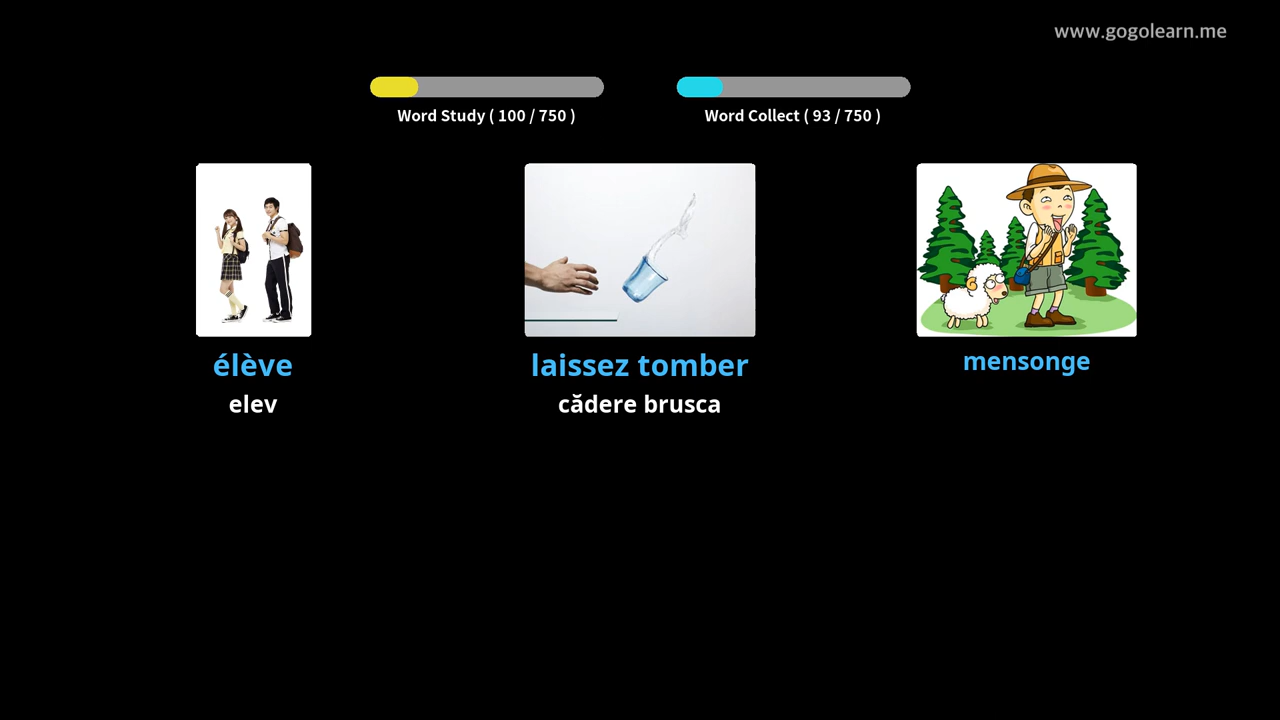 www.gogolearn.me
Word Study ( 100 / 750 )
Word Collect ( 93 / 750 )
élève
elev
laissez tomber
cădere brusca
mensonge